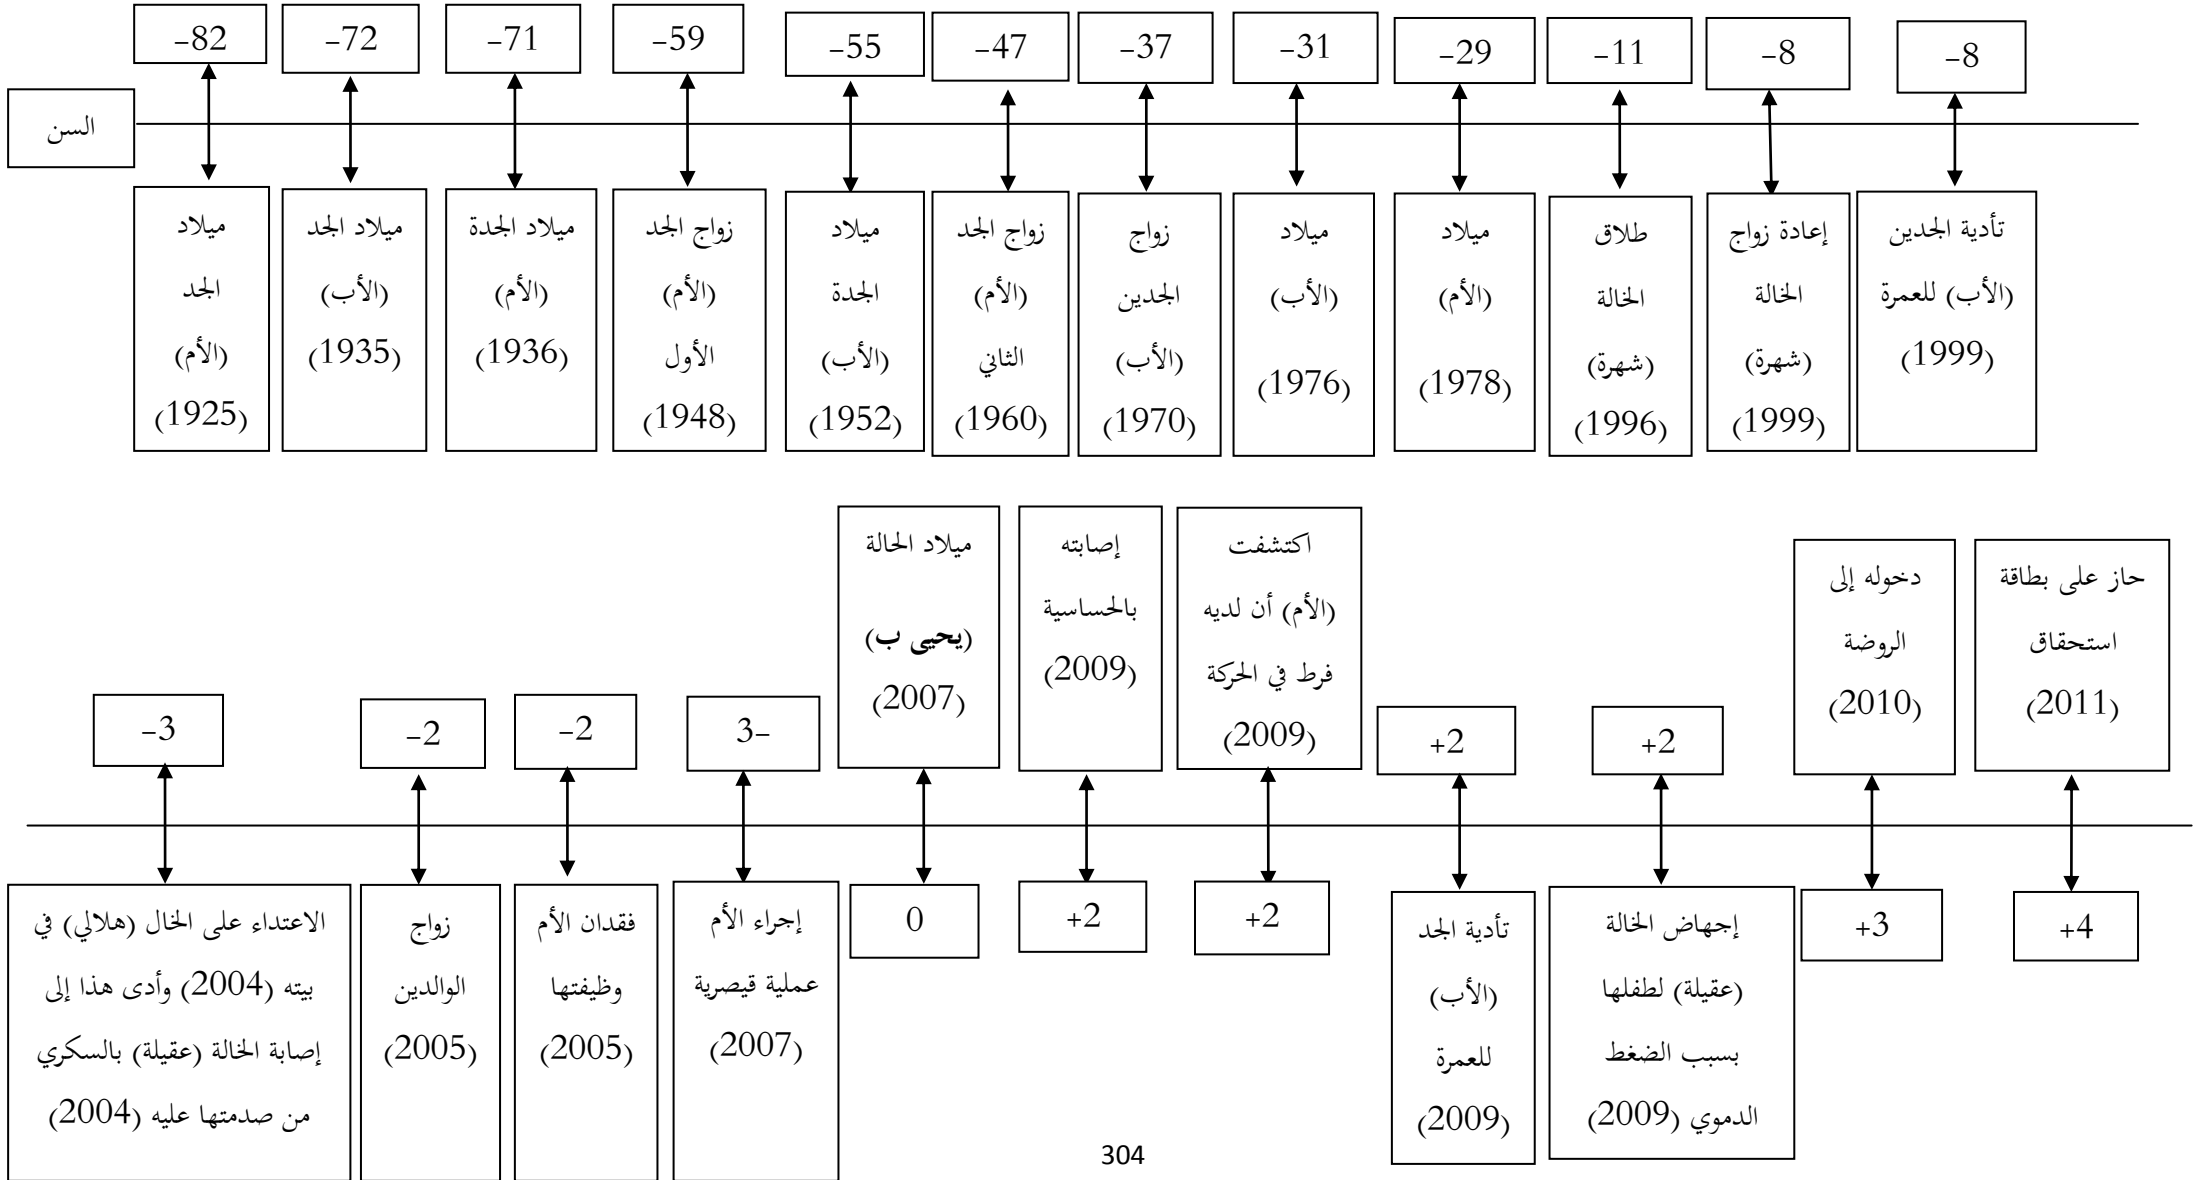 السن
-82
-72
-71
-59
-55
-47
-37
-31
-29
-11
-8
-8
ميلاد
الجد
(الأم)
(1925)
ميلاد الجد
(الأب)
(1935)
ميلاد الجدة
(الأم)
(1936)
زواج الجد
(الأم)
الأول
(1948)
ميلاد
الجدة
(الأب)
(1952)
زواج الجد
(الأم)
الثاني
(1960)
زواج
الجدين
(الأب)
(1970)
ميلاد
(الأب)
(1976)
ميلاد
(الأم)
(1978)
طلاق
الخالة
(شهرة)
(1996)
إعادة زواج
الخالة
(شهرة)
(1999)
تأدية الجدين
(الأب) للعمرة
(1999)
-3
الاعتداء على الخال (هلالي) في
بيته (2004) وأدى هذا إلى
إصابة الخالة (عقيلة) بالسكري
من صدمتها عليه (2004)
-2
زواج
الوالدين
(2005)
-2
فقدان الأم
وظيفتها
(2005)
3-
إجراء الأم
عملية قيصرية
(2007)
ميلاد الحالة
(يحيى ب)
(2007)
0
إصابته
بالحساسية
(2009)
+2
اكتشفت
(الأم) أن لديه
فرط في الحركة
(2009)
+2
+2
تأدية الجد
(الأب)
للعمرة
(2009)
+2
إجهاض الخالة
(عقيلة) لطفلها
بسبب الضغط
الدموي (2009)
دخوله إلى
الروضة
(2010)
+3
حاز على بطاقة
استحقاق
(2011)
+4
304